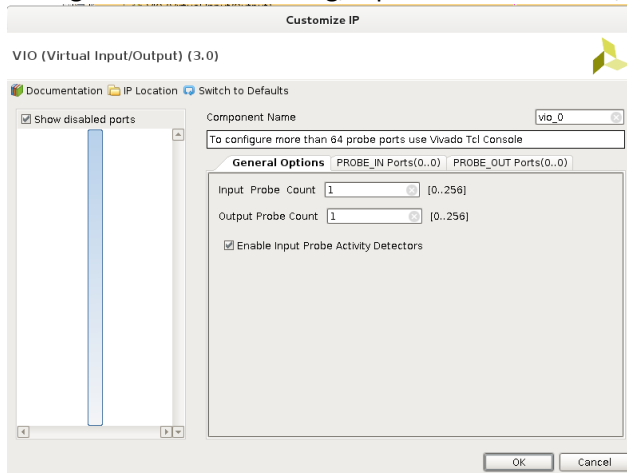 Customize IP
VIO (Virtual Input/Output) (3.0)
Documentation IP Location Switch to Defaults
Show disabled ports
Component Name vio_0
To configure more than 64 probe ports use Vivado Tcl Console
General Options PROBE_IN Ports(0..0) PROBE_OUT Ports(0..0)
Input Probe Count 1 [0..256]
Output Probe Count 1 [0..256]
Enable Input Probe Activity Detectors
OK Cancel